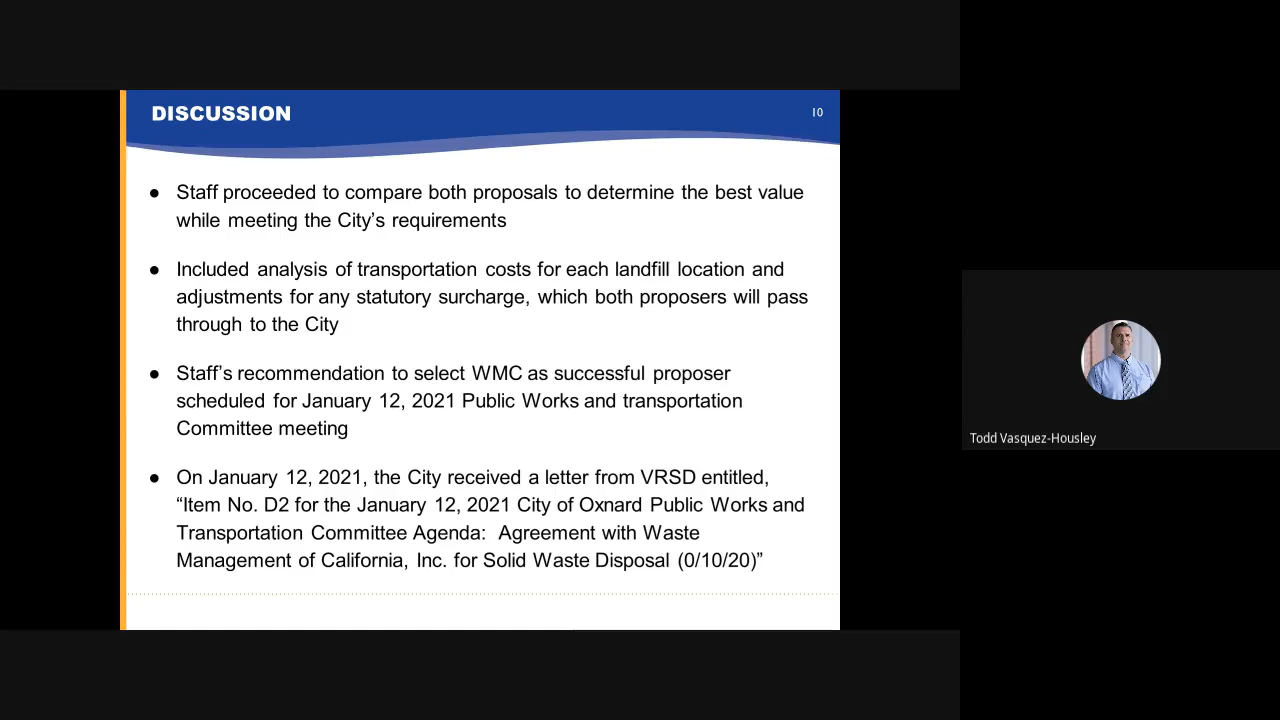 DISCUSSION
10
● Staff proceeded to compare both proposals to determine the best value
while meeting the City’s requirements
● Included analysis of transportation costs for each landfill location and
adjustments for any statutory surcharge, which both proposers will pass
through to the City
● Staff’s recommendation to select WMC as successful proposer
scheduled for January 12, 2021 Public Works and transportation
Committee meeting
● On January 12, 2021, the City received a letter from VRSD entitled,
“Item No. D2 for the January 12, 2021 City of Oxnard Public Works and
Transportation Committee Agenda:  Agreement with Waste
Management of California, Inc. for Solid Waste Disposal (0/10/20)”
Todd Vasquez-Housley